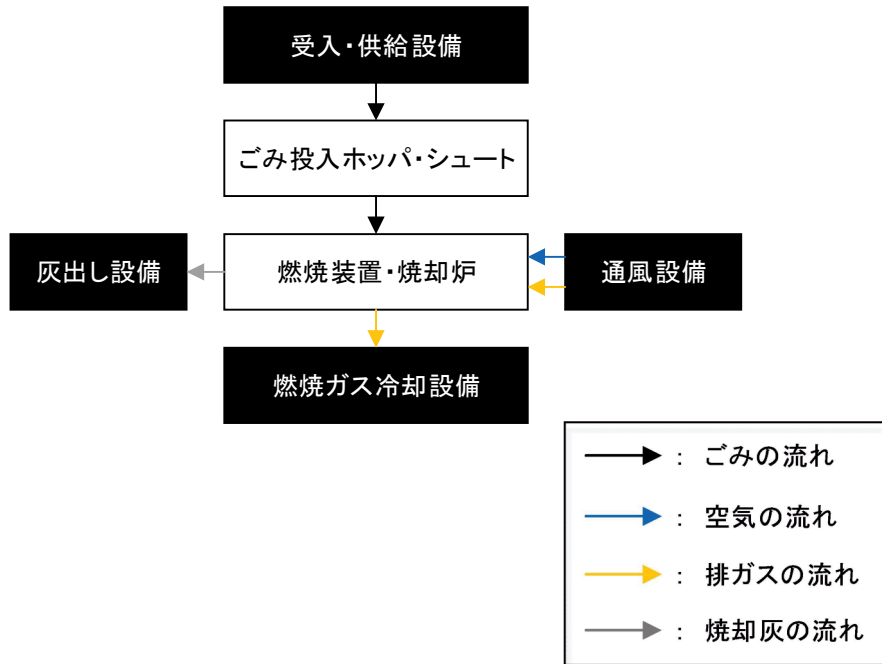 受入・供給設備
ごみ投入ホッパ・シュート
灰出し設備
燃焼装置・焼却炉
通風設備
燃焼ガス冷却設備
： ごみの流れ
： 空気の流れ
： 排ガスの流れ
： 焼却灰の流れ